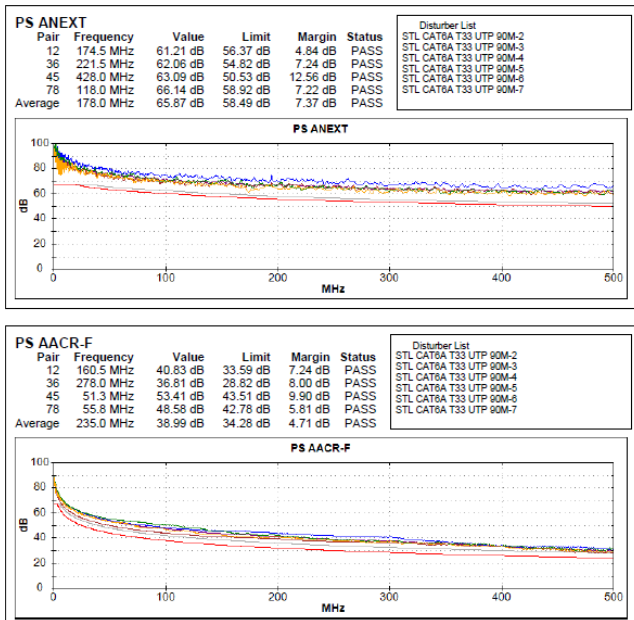 PS ANEXT
Pair Frequency Value Limit Margin Status
12 174.5 MHz 61.21 dB 56.37 dB 4.84 dB PASS
36 221.5 MHz 62.06 dB 54.82 dB 7.24 dB PASS
45 428.0 MHz 63.09 dB 50.53 dB 12.56 dB PASS
78 118.0 MHz 66.14 dB 58.92 dB 7.22 dB PASS
Average 178.0 MHz 65.87 dB 58.49 dB 7.37 dB PASS
Disturber List
STL CAT6A T33 UTP 90M-2
STL CAT6A T33 UTP 90M-3
STL CAT6A T33 UTP 90M-4
STL CAT6A T33 UTP 90M-5
STL CAT6A T33 UTP 90M-6
STL CAT6A T33 UTP 90M-7
PS ANEXT
100
80
60
40
20
0
dB
0 100 200 300 400 500
MHz
PS AACR-F
Pair Frequency Value Limit Margin Status
12 160.5 MHz 40.83 dB 33.59 dB 7.24 dB PASS
36 278.0 MHz 36.81 dB 28.82 dB 8.00 dB PASS
45 51.3 MHz 53.41 dB 43.51 dB 9.90 dB PASS
78 55.8 MHz 48.58 dB 42.78 dB 5.81 dB PASS
Average 235.0 MHz 38.99 dB 34.28 dB 4.71 dB PASS
Disturber List
STL CAT6A T33 UTP 90M-2
STL CAT6A T33 UTP 90M-3
STL CAT6A T33 UTP 90M-4
STL CAT6A T33 UTP 90M-5
STL CAT6A T33 UTP 90M-6
STL CAT6A T33 UTP 90M-7
PS AACR-F
100
80
60
40
20
0
dB
0 100 200 300 400 500
MHz